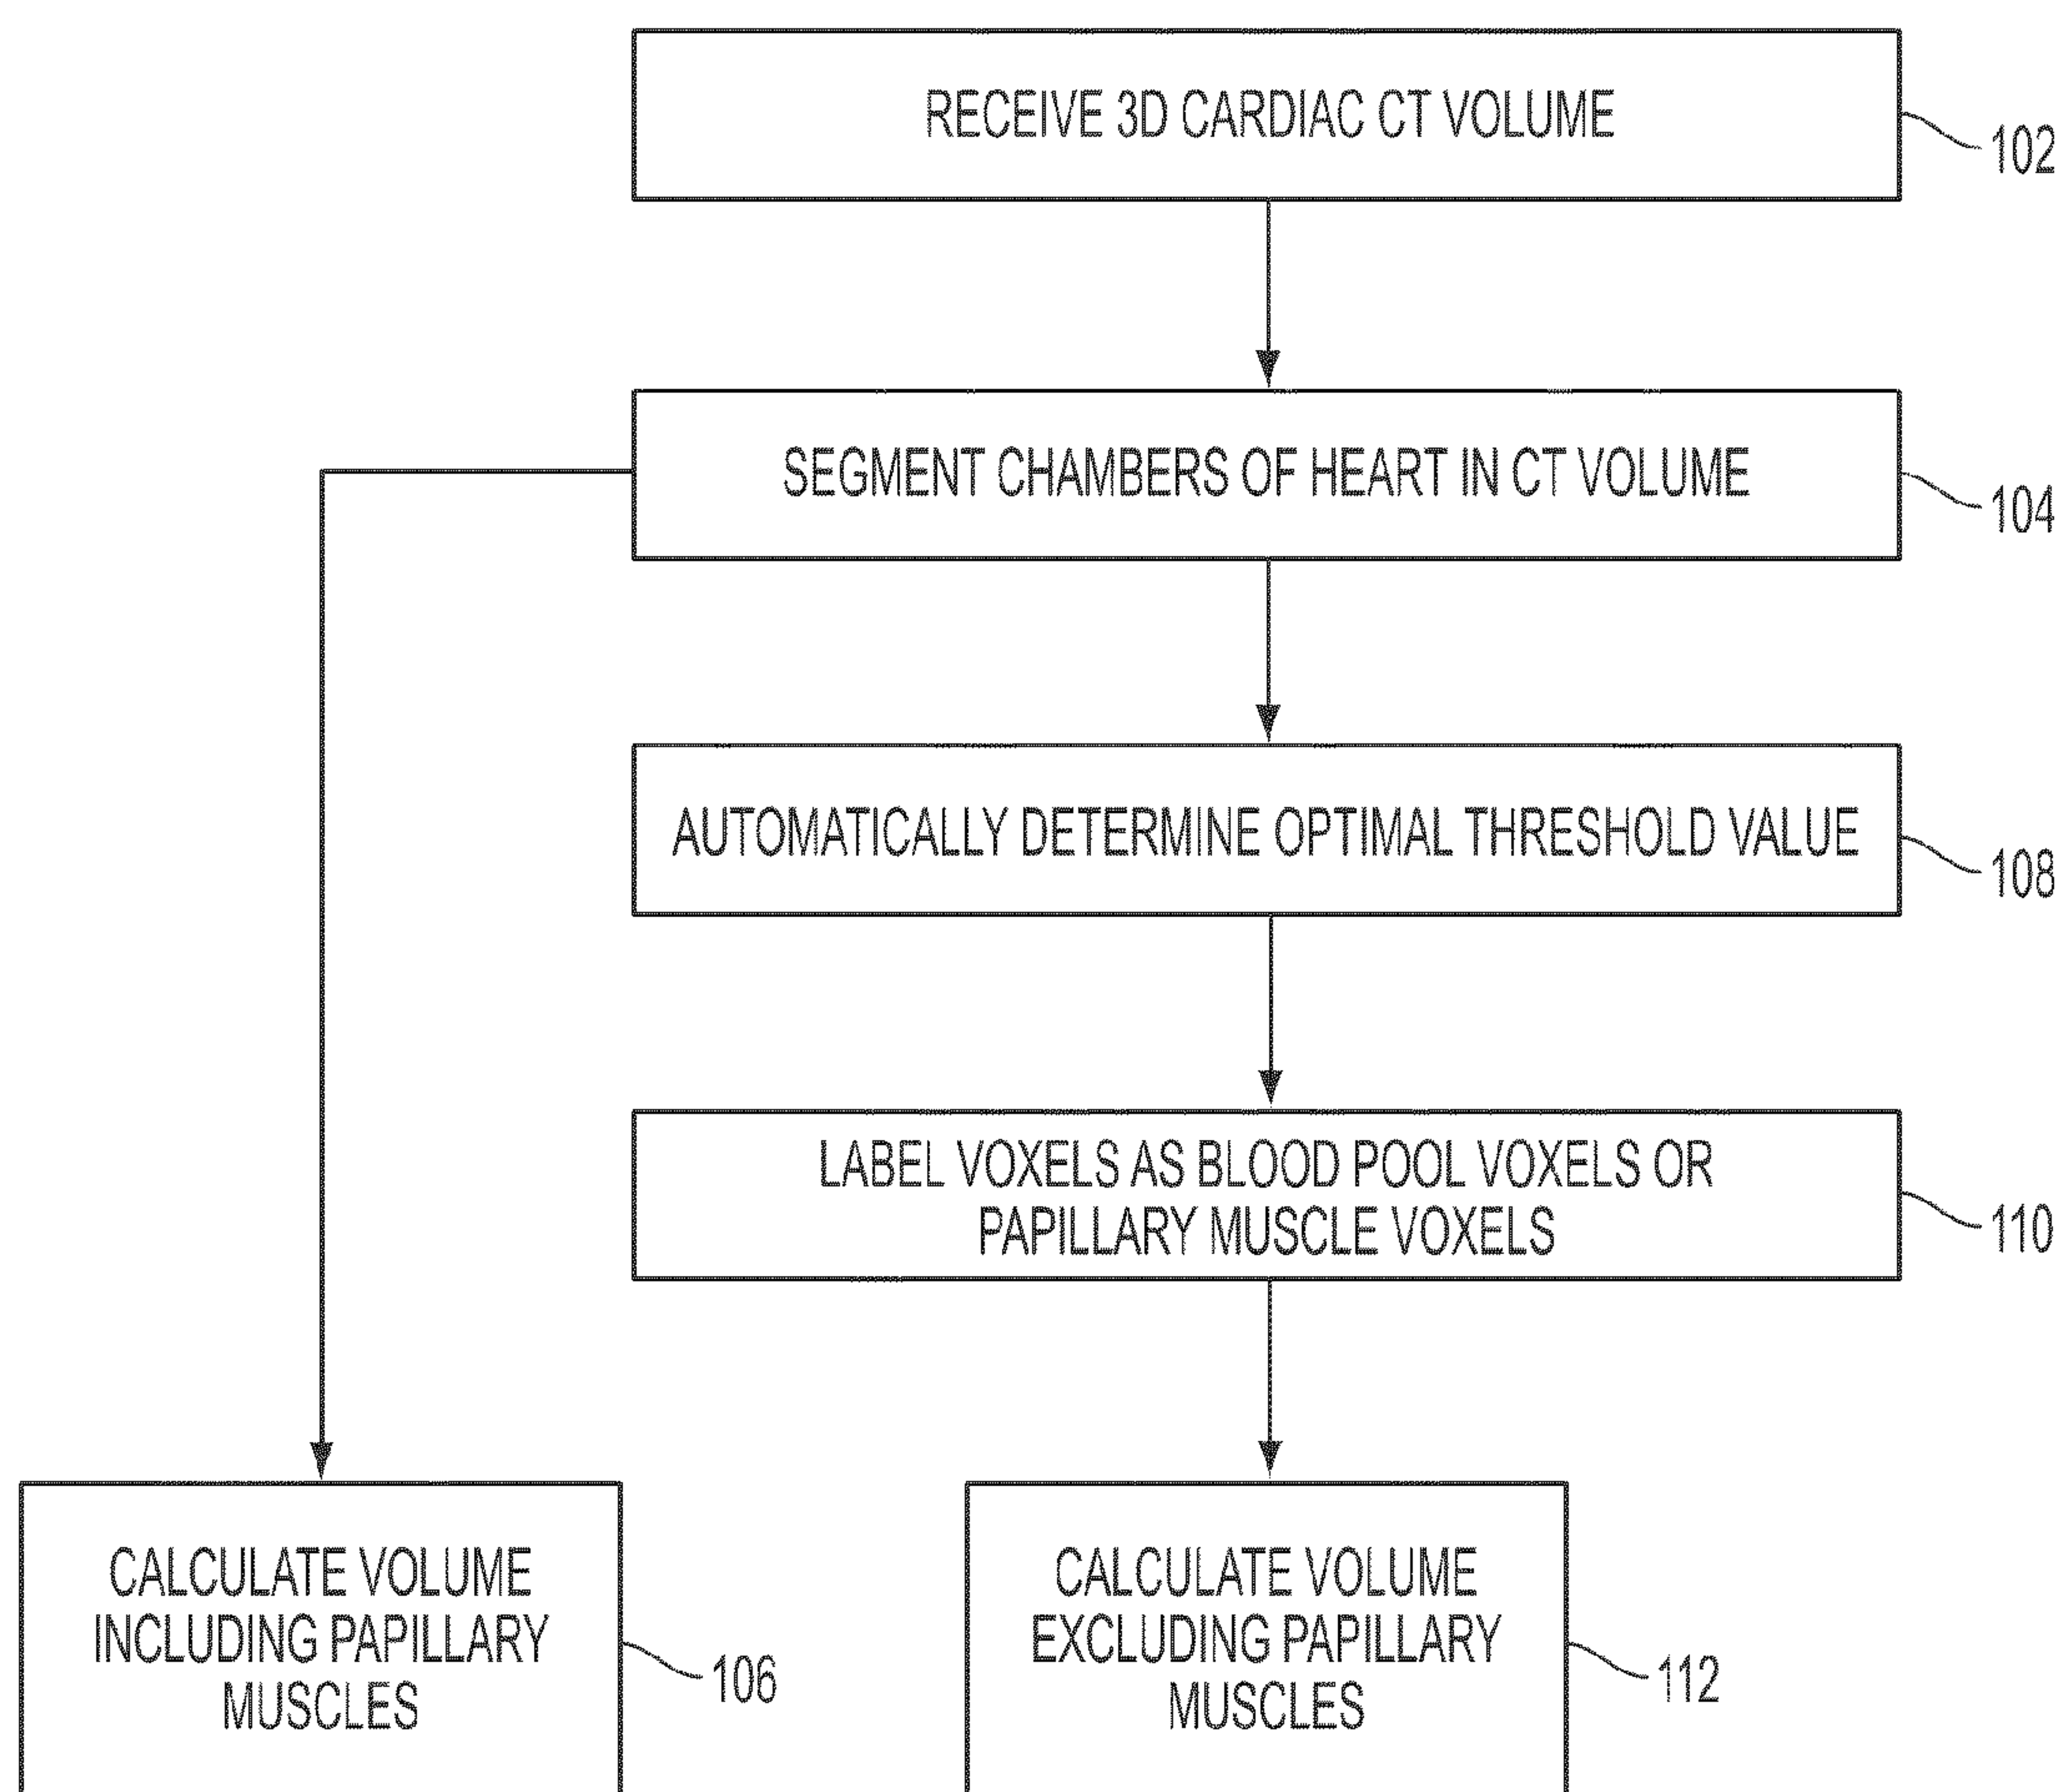 RECEIVE 3D CARDIAC CT VOLUME
102
SEGMENT CHAMBERS OF HEART IN CT VOLUME
104
AUTOMATICALLY DETERMINE OPTIMAL THRESHOLD VALUE
108
LABEL VOXELS AS BLOOD POOL VOXELS OR
PAPILLARY MUSCLE VOXELS
110
CALCULATE VOLUME
INCLUDING PAPILLARY
MUSCLES
106
CALCULATE VOLUME
EXCLUDING PAPILLARY
MUSCLES
112